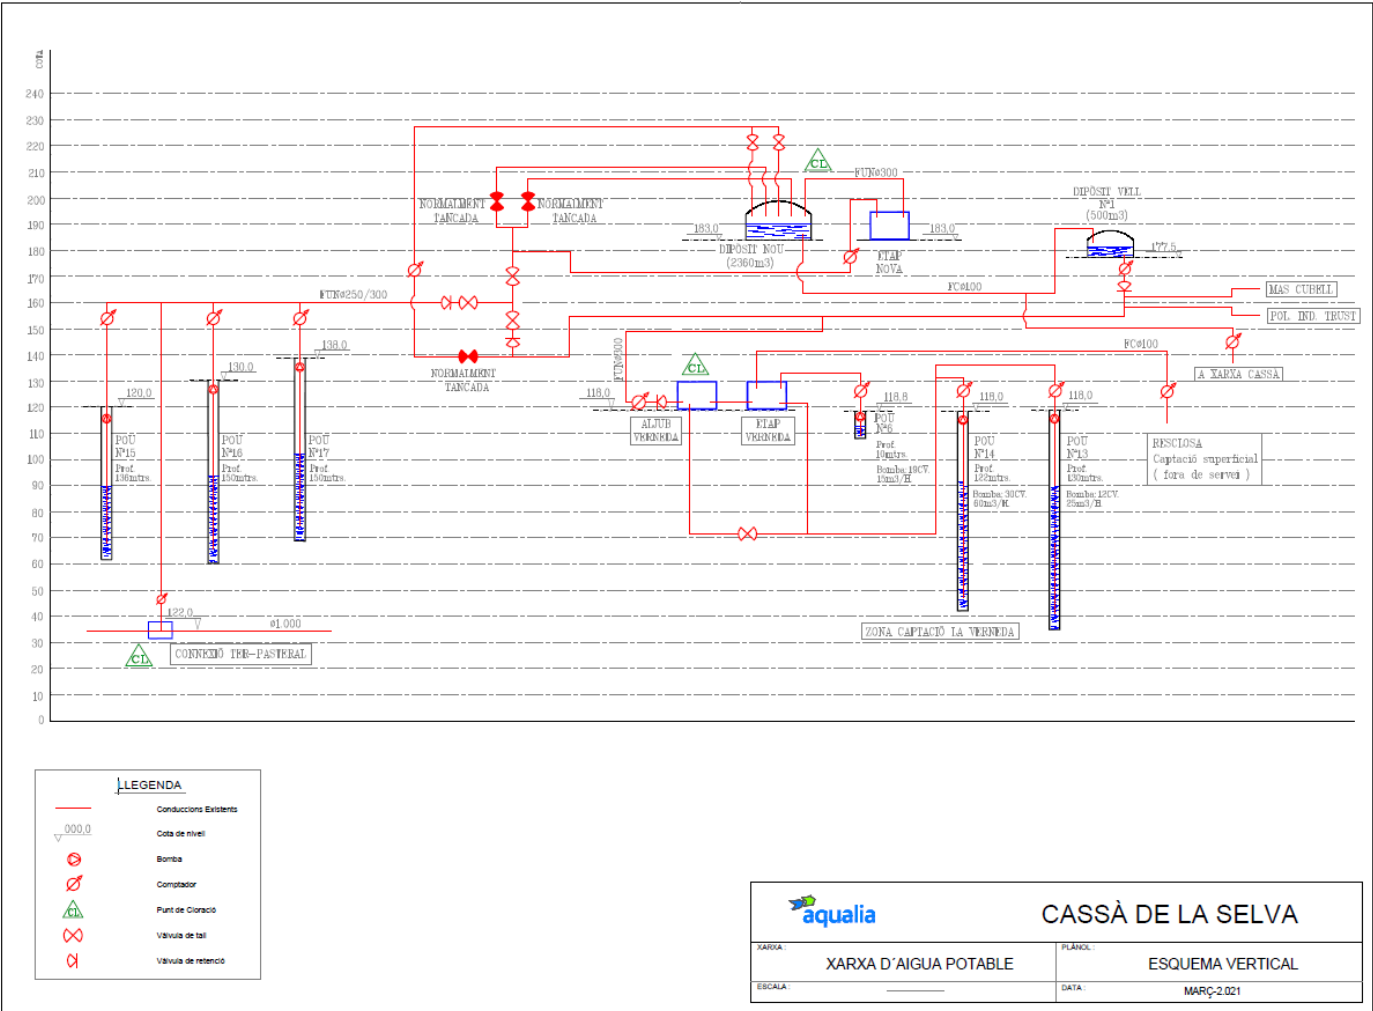 COTA
240
230
220
210
200
190
180
170
160
150
140
130
120
110
100
90
80
70
60
50
40
30
20
10
0
CL
FUNø300
NORMALMENT
TANCADA
NORMALMENT
TANCADA
183,0
DIPÒSIT NOU
(2360m3)
183,0
ETAP
NOVA
DIPÒSIT VELL
Nº1
(500m3)
177.5
FUNø250/300
FCø100
MAS CUBELL
POL. IND. TRUST
138,0
130.0
120,0
NORMALMENT
TANCADA
FUNø300
CL
FCø100
A XARXA CASSÀ
118,0
ALJUB
VERNEDA
ETAP
VERNEDA
118,8
118,0
118,0
POU
Nº15
Prof.
136mtrs.
POU
Nº16
Prof.
150mtrs.
POU
Nº17
Prof.
150mtrs.
POU
Nº6
Prof.
10mtrs.
Bomba:19CV.
15m3/H
POU
Nº14
Prof.
122mtrs.
Bomba: 30CV.
60m3/H.
POU
Nº13
Prof.
130mtrs.
Bomba: 12CV.
25m3/H
RESCLOSA
Captació superficial
( fora de servei )
122,0
ø1.000
CL
CONNEXIÓ TER-PASTERAL
ZONA CAPTACIÓ LA VERNEDA
LLEGENDA
Conduccions Existents
000,0
Cota de nivell
Bomba
Comptador
CL
Punt de Cloració
Vàlvula de tall
Vàlvula de retenció
aqualia
CASSÀ DE LA SELVA
XARXA :
XARXA D´AIGUA POTABLE
PLÀNOL :
ESQUEMA VERTICAL
ESCALA :
DATA :
MARÇ-2.021